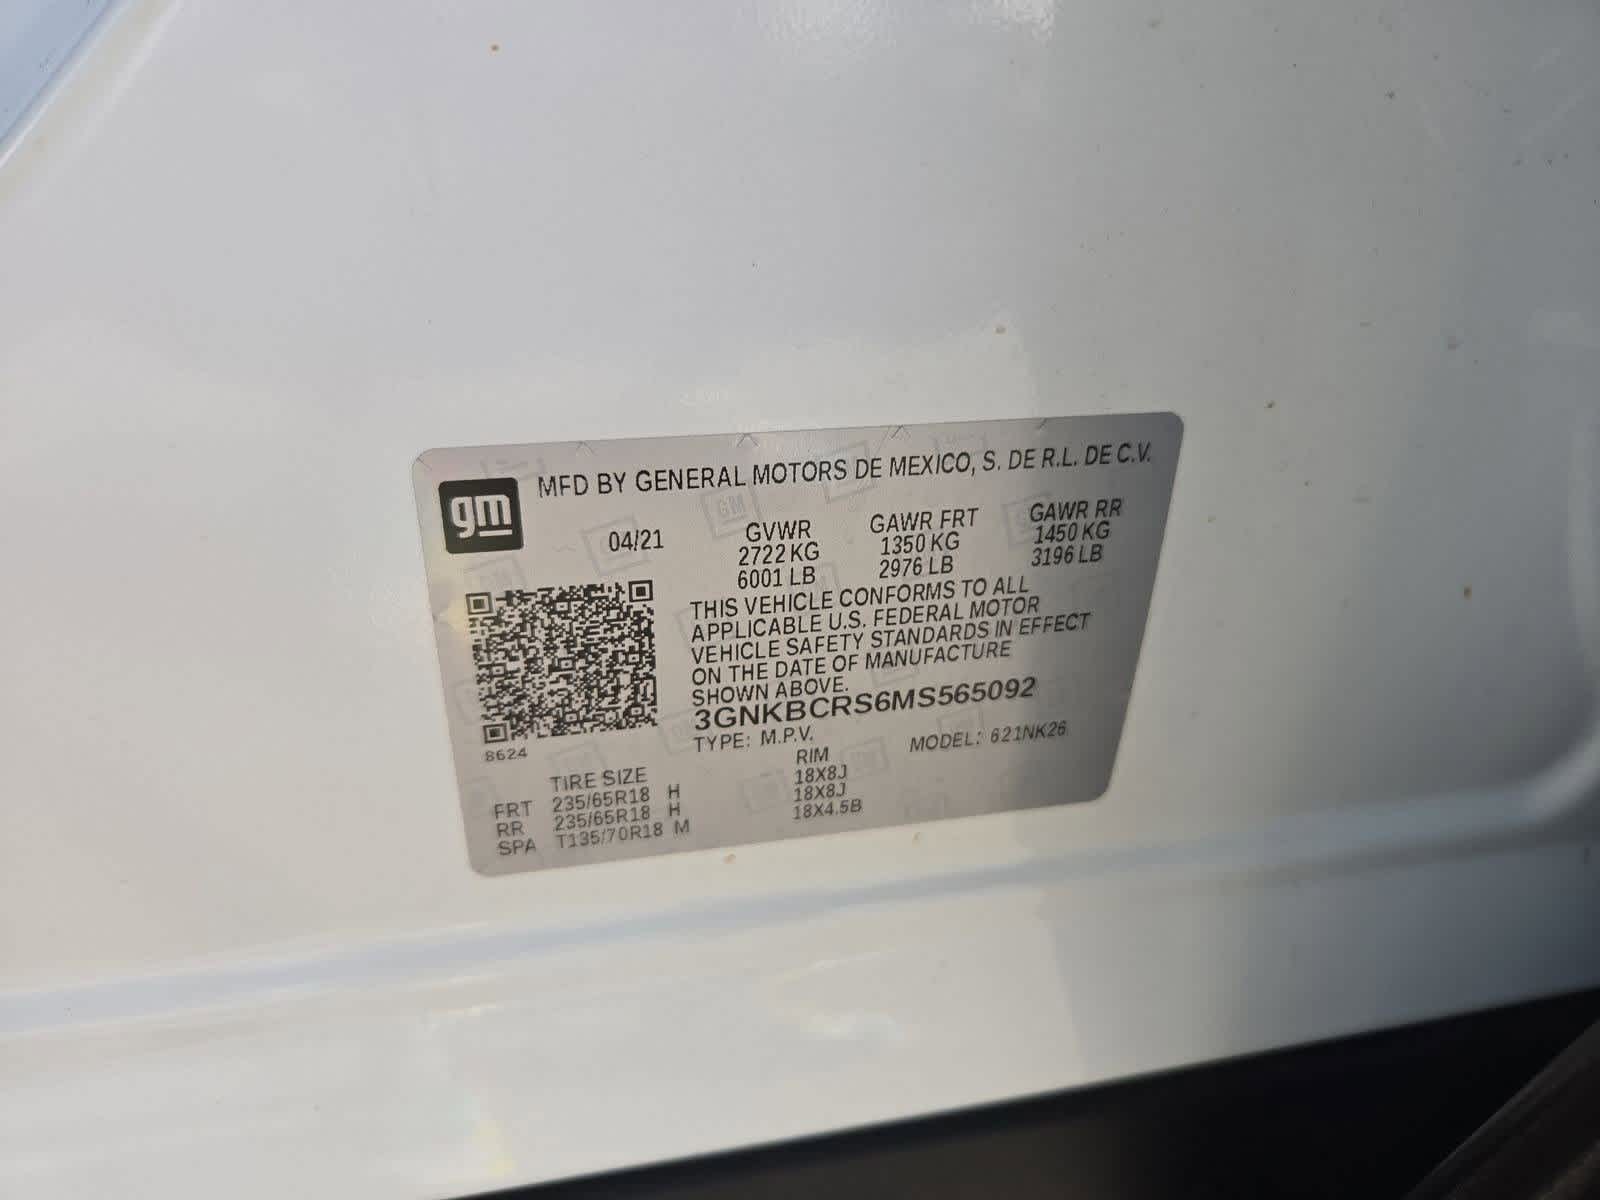 gm
MFD BY GENERAL MOTORS DE MEXICO, S. DE R.L. DE C.V.
04/21 GVWR GAWR FRT GAWR RR
2722 KG 1350 KG 1450 KG
6001 LB 2976 LB 3196 LB
THIS VEHICLE CONFORMS TO ALL
APPLICABLE U.S. FEDERAL MOTOR
VEHICLE SAFETY STANDARDS IN EFFECT
ON THE DATE OF MANUFACTURE
SHOWN ABOVE.
3GNKBCRS6MS565092
TYPE: M.P.V. MODEL: 621NK26
8624
TIRE SIZE RIM
FRT 235/65R18 H 18X8J
RR 235/65R18 H 18X8J
SPA T135/70R18 M 18X4.5B